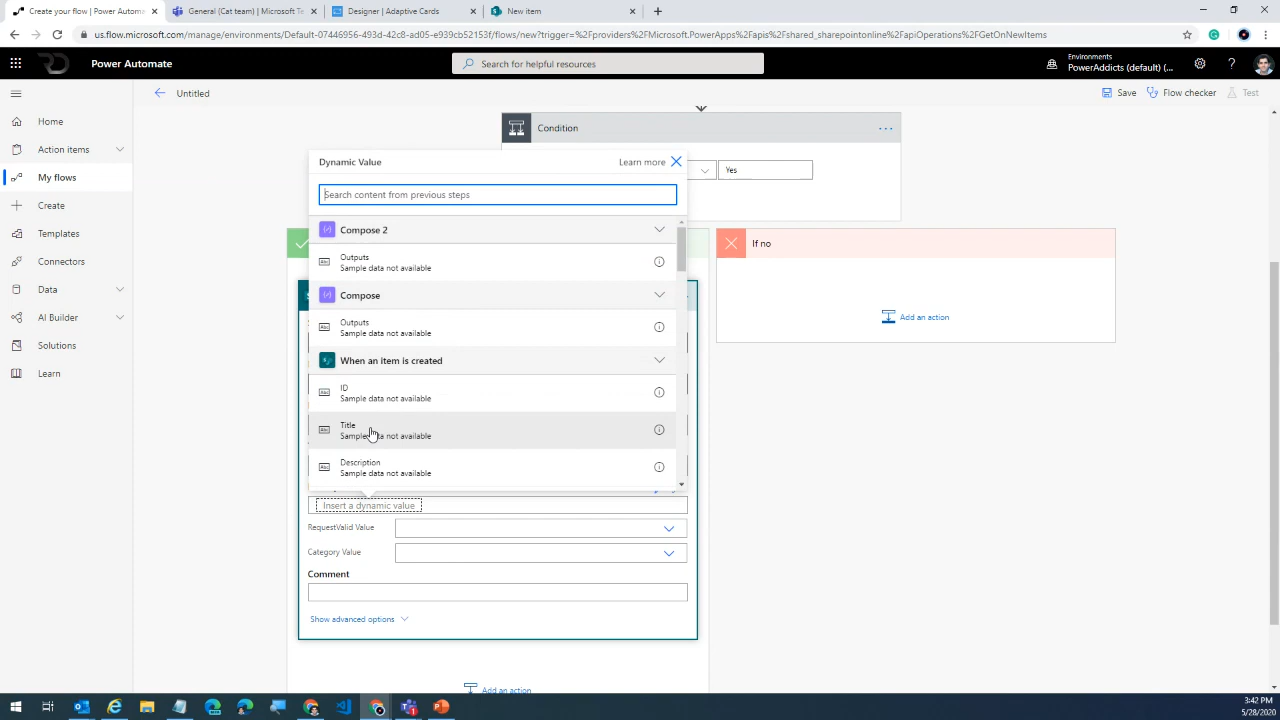 Create your flow | Power Automate
General (Cat team) | Microsoft Te
Designer | Adaptive Cards
New item
us.flow.microsoft.com/manage/environments/Default-07446956-493d-42c8-ad05-e939cb52153f/flows/new?trigger=%2Fproviders%2FMicrosoft.PowerApps%2Fapis%2Fshared_sharepointonline%2FapiOperations%2FGetOnNewItems
Power Automate
Search for helpful resources
Environments
PowerAddicts (default) (...
Untitled
Save
Flow checker
Test
Home
Action items
My flows
Create
Templates
Connectors
Data
AI Builder
Solutions
Learn
Condition
Yes
Dynamic Value
Learn more
Search content from previous steps
Compose 2
Outputs
Sample data not available
Compose
Outputs
Sample data not available
When an item is created
ID
Sample data not available
Title
Sample data not available
Description
Sample data not available
If no
Add an action
Insert a dynamic value
RequestValid Value
Category Value
Comment
Show advanced options
Add an action
3:42 PM
5/28/2020